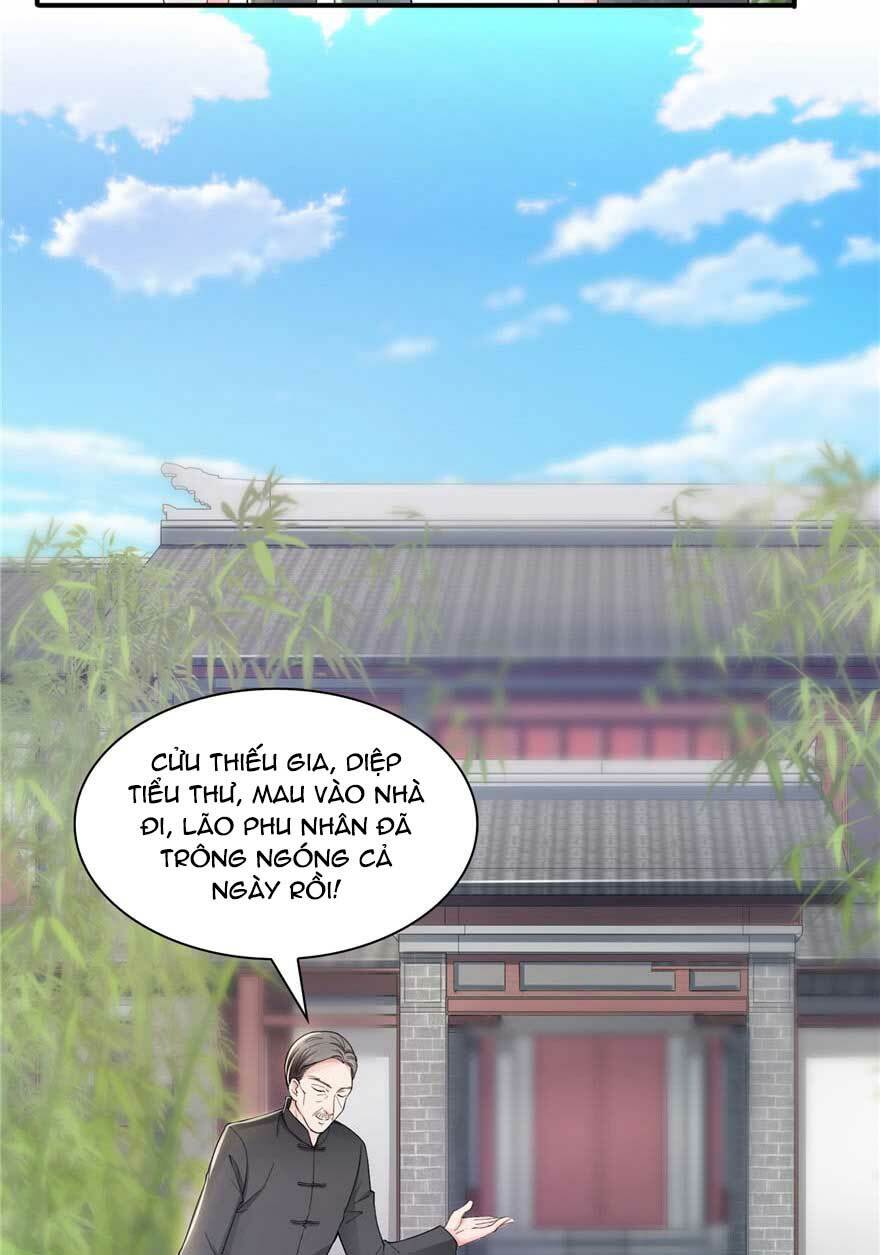 CỬU THIẾU GIA, DIỆP
TIỂU THƯ, MAU VÀO NHÀ
ĐI, LÃO PHU NHÂN ĐÃ
TRÔNG NGÓNG CẢ
NGÀY RỒI!